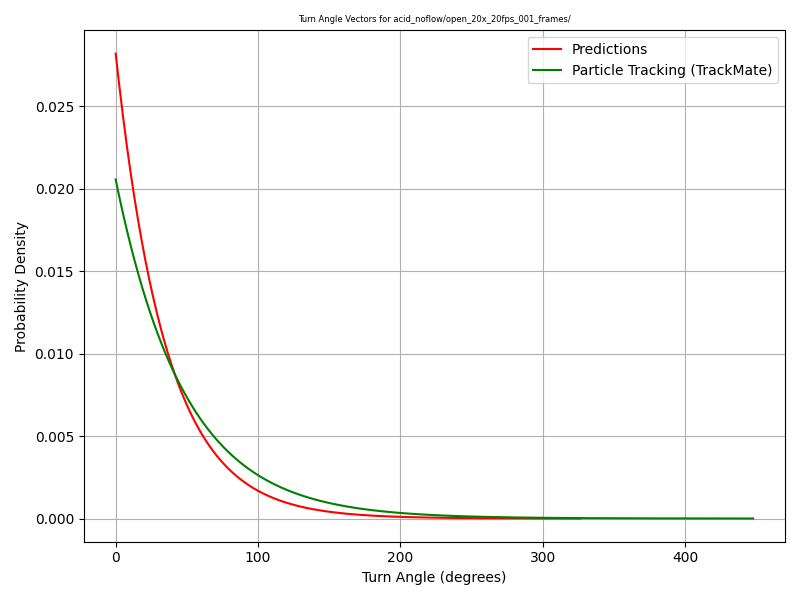 Turn Angle Vectors for acid_noflow/open_20x_20fps_001_frames/
Predictions
Particle Tracking (TrackMate)
Probability Density
0.025
0.020
0.015
0.010
0.005
0.000
0 100 200 300 400
Turn Angle (degrees)